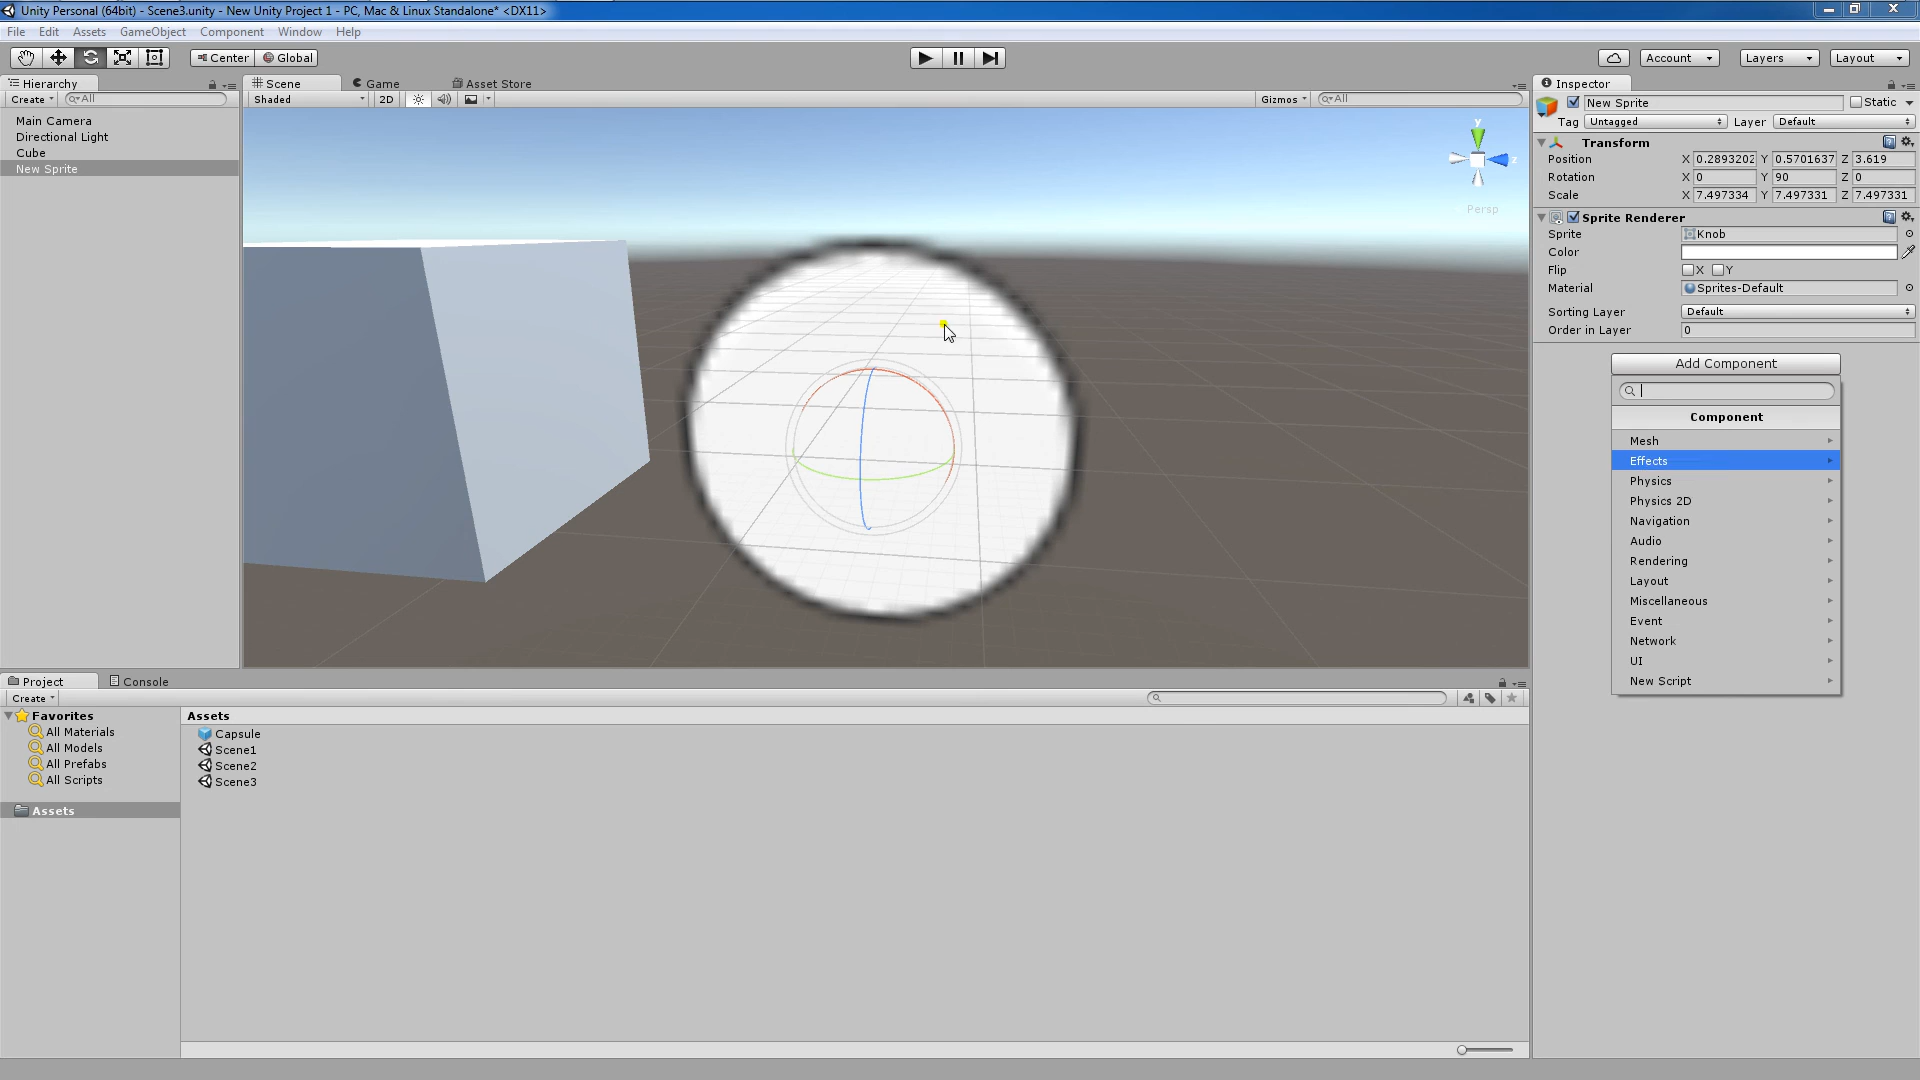 Unity Personal (64bit) - Scene3.unity - New Unity Project 1 - PC, Mac & Linux Standalone* <DX11>
File Edit Assets GameObject Component Window Help
Center Global Account Layers Layout
Hierarchy
Create All
Main Camera
Directional Light
Cube
New Sprite
Scene Game Asset Store
Shaded 2D Gizmos All
y
z
Persp
Inspector
New Sprite Static
Tag Untagged Layer Default
Transform
Position X 0.2893202 Y 0.5701637 Z 3.619
Rotation X 0 Y 90 Z 0
Scale X 7.497334 Y 7.497331 Z 7.497331
Sprite Renderer
Sprite Knob
Color
Flip X Y
Material Sprites-Default
Sorting Layer Default
Order in Layer 0
Add Component
Component
Mesh
Effects
Physics
Physics 2D
Navigation
Audio
Rendering
Layout
Miscellaneous
Event
Network
UI
New Script
Project Console
Create
Favorites
All Materials
All Models
All Prefabs
All Scripts
Assets
Assets
Capsule
Scene1
Scene2
Scene3